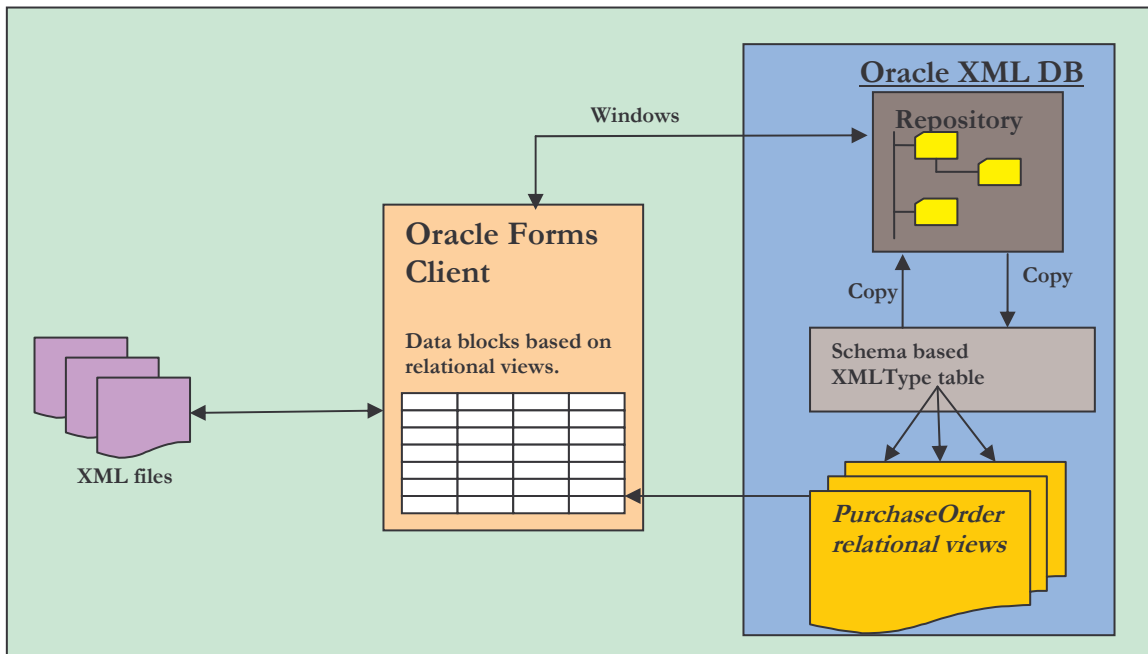 Oracle XML DB
Repository
Windows
Oracle Forms
Client
Copy
Copy
Data blocks based on
relational views.
Schema based
XMLType table
XML files
PurchaseOrder
relational views